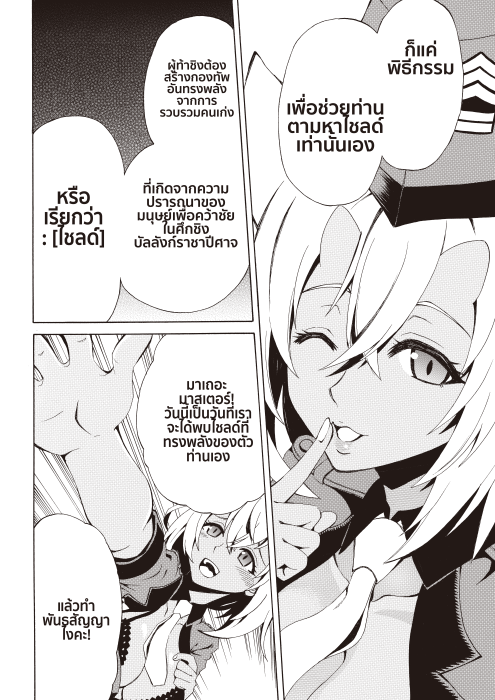 ก็แค่
พิธีกรรม
เพื่อช่วยท่าน
ตามหาไชลด์
เท่านั้นเอง
ผู้ท้าชิงต้อง
สร้างกองทัพ
อันทรงพลัง
จากการ
รวบรวมคนเก่ง
ที่เกิดจากความ
ปรารถนาของ
มนุษย์เพื่อคว้าชัย
ในศึกชิง
บัลลังก์ราชาปีศาจ
หรือ
เรียกว่า
: [ไชลด์]
มาเถอะ
มาสเตอร์!
วันนี้เป็นวันที่เรา
จะได้พบไชลด์ที่
ทรงพลังของตัว
ท่านเอง
แล้วทำ
พันธสัญญา
ไงคะ!